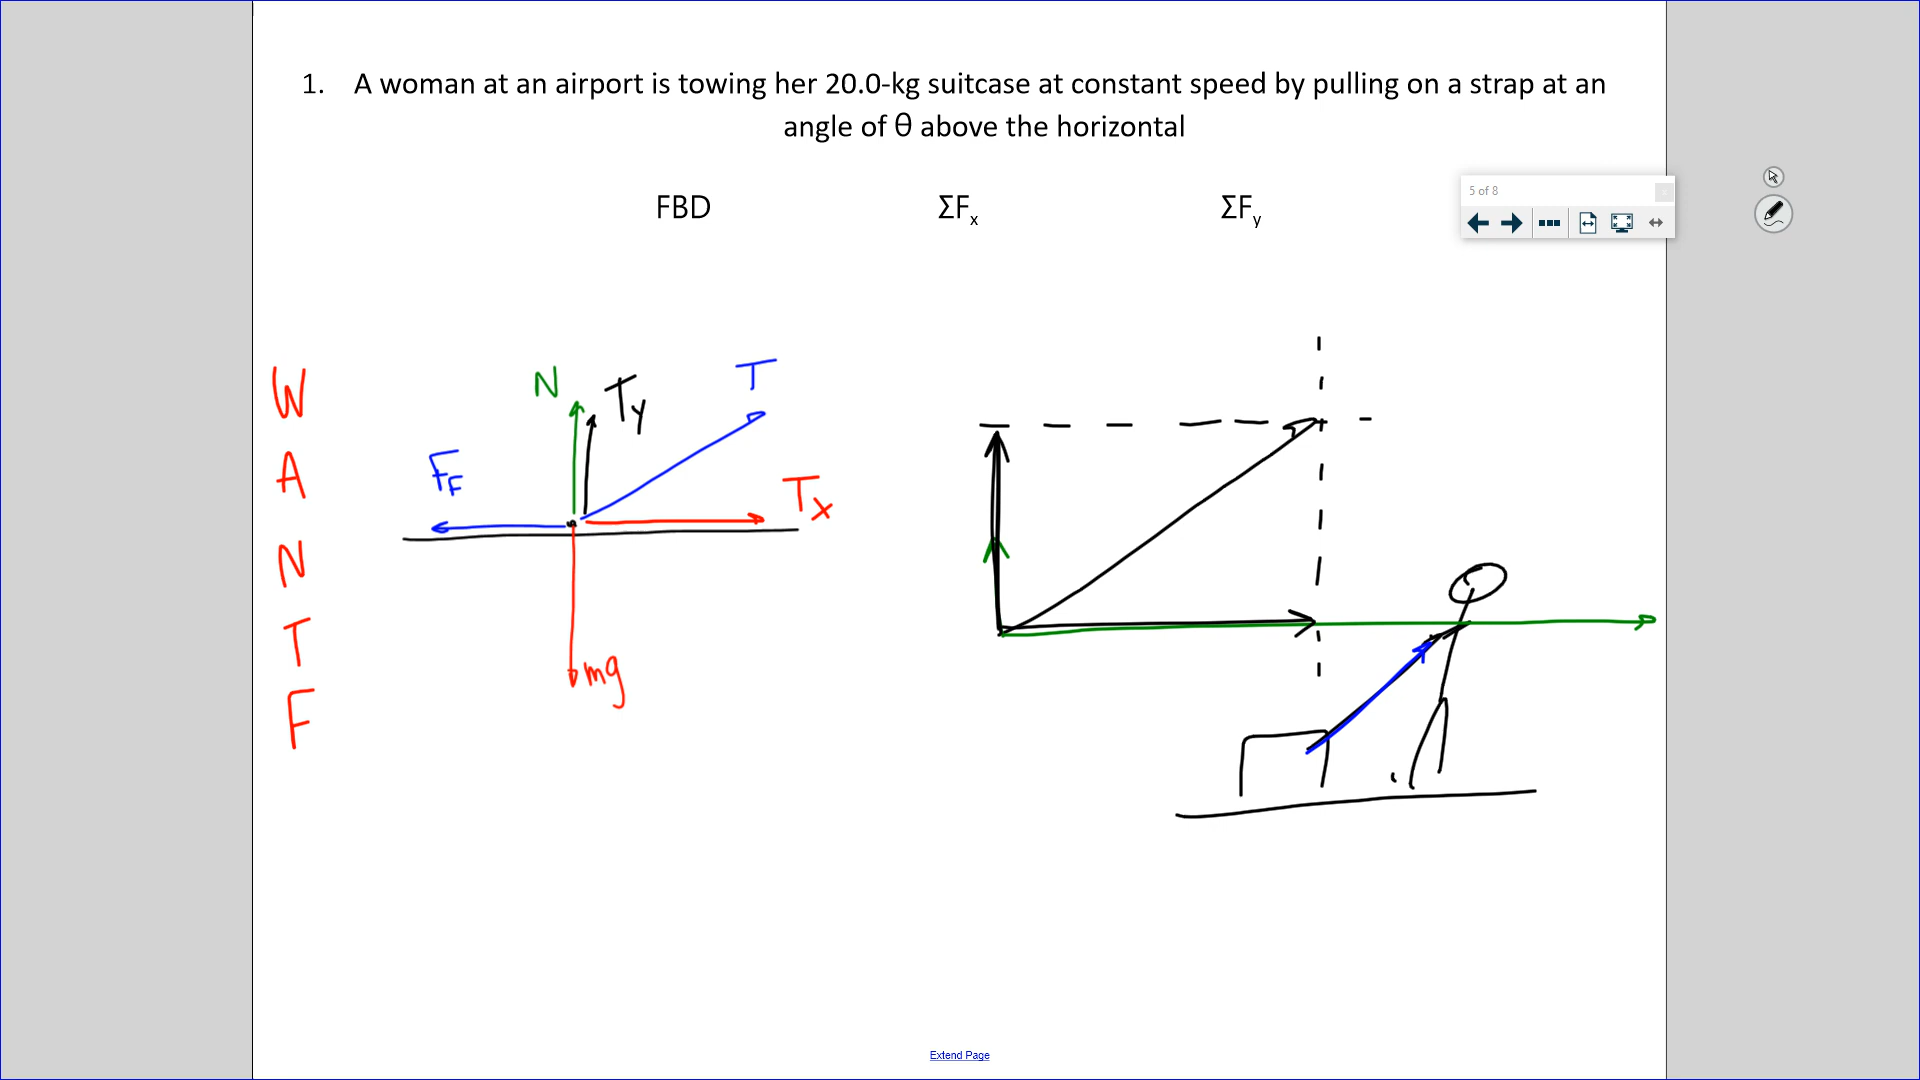 1. A woman at an airport is towing her 20.0-kg suitcase at constant speed by pulling on a strap at an
angle of θ above the horizontal
5 of 8
FBD ΣFx ΣFy
W
A
N
T
F
N Ty T
FF
Tx
mg
Extend Page